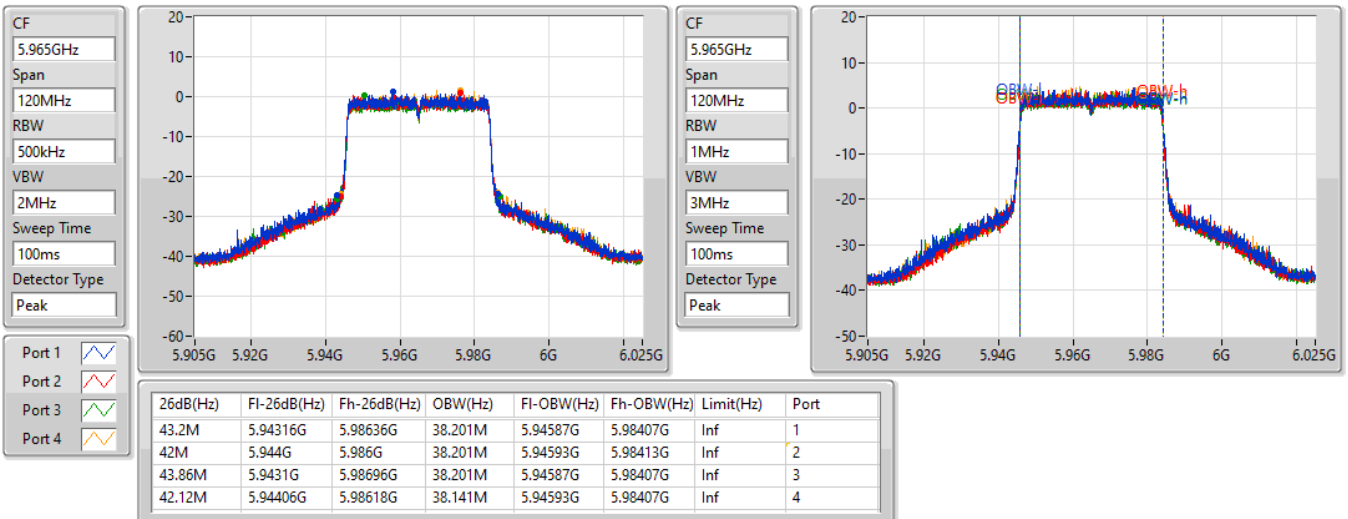 CF
5.965GHz
Span
120MHz
RBW
500kHz
VBW
2MHz
Sweep Time
100ms
Detector Type
Peak
20
10
0
-10
-20
-30
-40
-50
-60
5.905G 5.92G 5.94G 5.96G 5.98G 6G 6.025G
CF
5.965GHz
Span
120MHz
RBW
1MHz
VBW
3MHz
Sweep Time
100ms
Detector Type
Peak
20
10
0
-10
-20
-30
-40
-50
OBW-l OBW-h
5.905G 5.92G 5.94G 5.96G 5.98G 6G 6.025G
Port 1
Port 2
Port 3
Port 4
26dB(Hz) Fl-26dB(Hz) Fh-26dB(Hz) OBW(Hz) Fl-OBW(Hz) Fh-OBW(Hz) Limit(Hz) Port
43.2M 5.94316G 5.98636G 38.201M 5.94587G 5.98407G Inf 1
42M 5.944G 5.986G 38.201M 5.94593G 5.98413G Inf 2
43.86M 5.9431G 5.98696G 38.201M 5.94587G 5.98407G Inf 3
42.12M 5.94406G 5.98618G 38.141M 5.94593G 5.98407G Inf 4